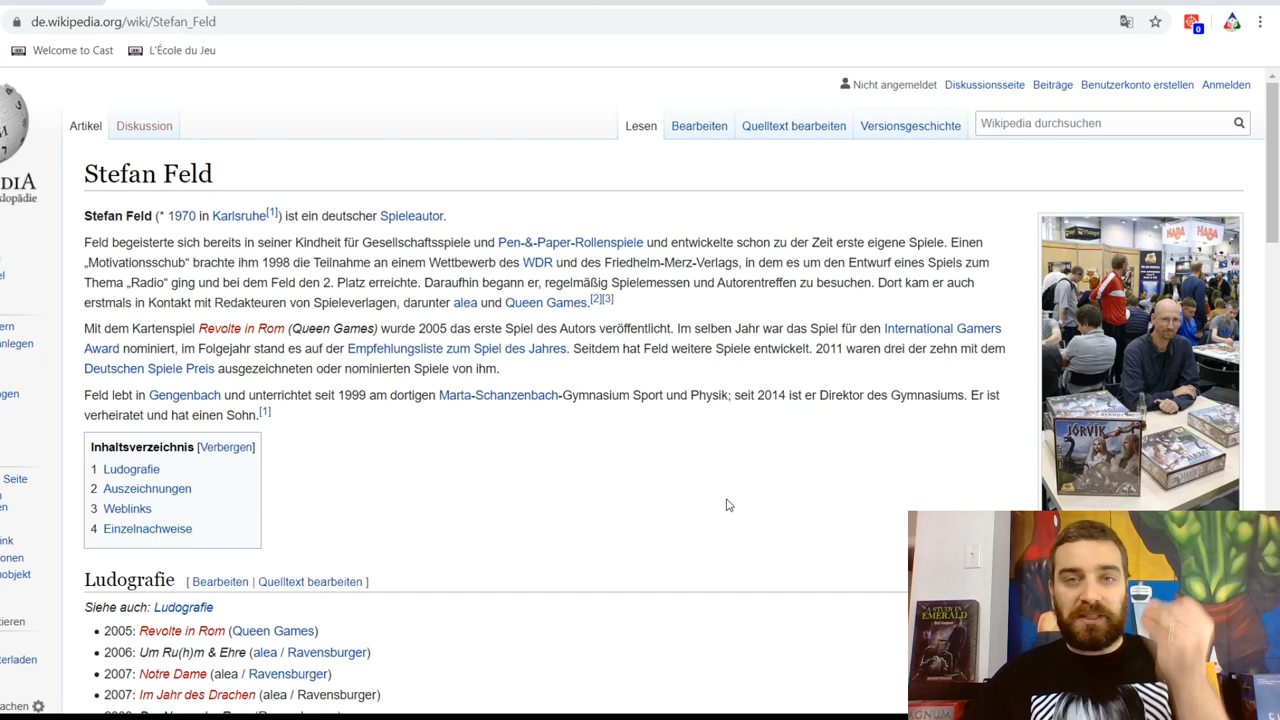 de.wikipedia.org/wiki/Stefan_Feld
0
Welcome to Cast
L'École du Jeu
Nicht angemeldet
Diskussionsseite
Beiträge
Benutzerkonto erstellen
Anmelden
Artikel
Diskussion
Lesen
Bearbeiten
Quelltext bearbeiten
Versionsgeschichte
Wikipedia durchsuchen
Stefan Feld
Stefan Feld (* 1970 in Karlsruhe[1]) ist ein deutscher Spieleautor.
Feld begeisterte sich bereits in seiner Kindheit für Gesellschaftsspiele und Pen-&-Paper-Rollenspiele und entwickelte schon zu der Zeit erste eigene Spiele. Einen
„Motivationsschub" brachte ihm 1998 die Teilnahme an einem Wettbewerb des WDR und des Friedhelm-Merz-Verlags, in dem es um den Entwurf eines Spiels zum
Thema „Radio" ging und bei dem Feld den 2. Platz erreichte. Daraufhin begann er, regelmäßig Spielemessen und Autorentreffen zu besuchen. Dort kam er auch
erstmals in Kontakt mit Redakteuren von Spieleverlagen, darunter alea und Queen Games.[2][3]
Mit dem Kartenspiel Revolte in Rom (Queen Games) wurde 2005 das erste Spiel des Autors veröffentlicht. Im selben Jahr war das Spiel für den International Gamers
Award nominiert, im Folgejahr stand es auf der Empfehlungsliste zum Spiel des Jahres. Seitdem hat Feld weitere Spiele entwickelt. 2011 waren drei der zehn mit dem
Deutschen Spiele Preis ausgezeichneten oder nominierten Spiele von ihm.
Feld lebt in Gengenbach und unterrichtet seit 1999 am dortigen Marta-Schanzenbach-Gymnasium Sport und Physik; seit 2014 ist er Direktor des Gymnasiums. Er ist
verheiratet und hat einen Sohn.[1]
Inhaltsverzeichnis [Verbergen]
1 Ludografie
2 Auszeichnungen
3 Weblinks
4 Einzelnachweise
Ludografie [ Bearbeiten | Quelltext bearbeiten ]
Siehe auch: Ludografie
2005: Revolte in Rom (Queen Games)
2006: Um Ru(h)m & Ehre (alea / Ravensburger)
2007: Notre Dame (alea / Ravensburger)
2007: Im Jahr des Drachen (alea / Ravensburger)
HABA
HABA
JÓRVÍK
A STUDY IN
EMERALD
Seite